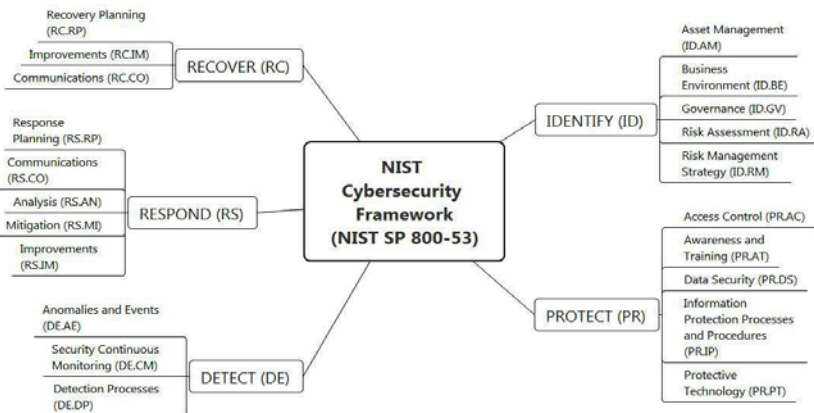 Recovery Planning
(RC.RP)
Improvements (RC.IM)
Communications (RC.CO)
RECOVER (RC)
Response
Planning (RS.RP)
Communications
(RS.CO)
Analysis (RS.AN)
Mitigation (RS.MI)
Improvements
(RS.IM)
RESPOND (RS)
Anomalies and Events
(DE.AE)
Security Continuous
Monitoring (DE.CM)
Detection Processes
(DE.DP)
DETECT (DE)
NIST
Cybersecurity
Framework
(NIST SP 800-53)
IDENTIFY (ID)
Asset Management
(ID.AM)
Business
Environment (ID.BE)
Governance (ID.GV)
Risk Assessment (ID.RA)
Risk Management
Strategy (ID.RM)
PROTECT (PR)
Access Control (PR.AC)
Awareness and
Training (PR.AT)
Data Security (PR.DS)
Information
Protection Processes
and Procedures
(PR.IP)
Protective
Technology (PR.PT)